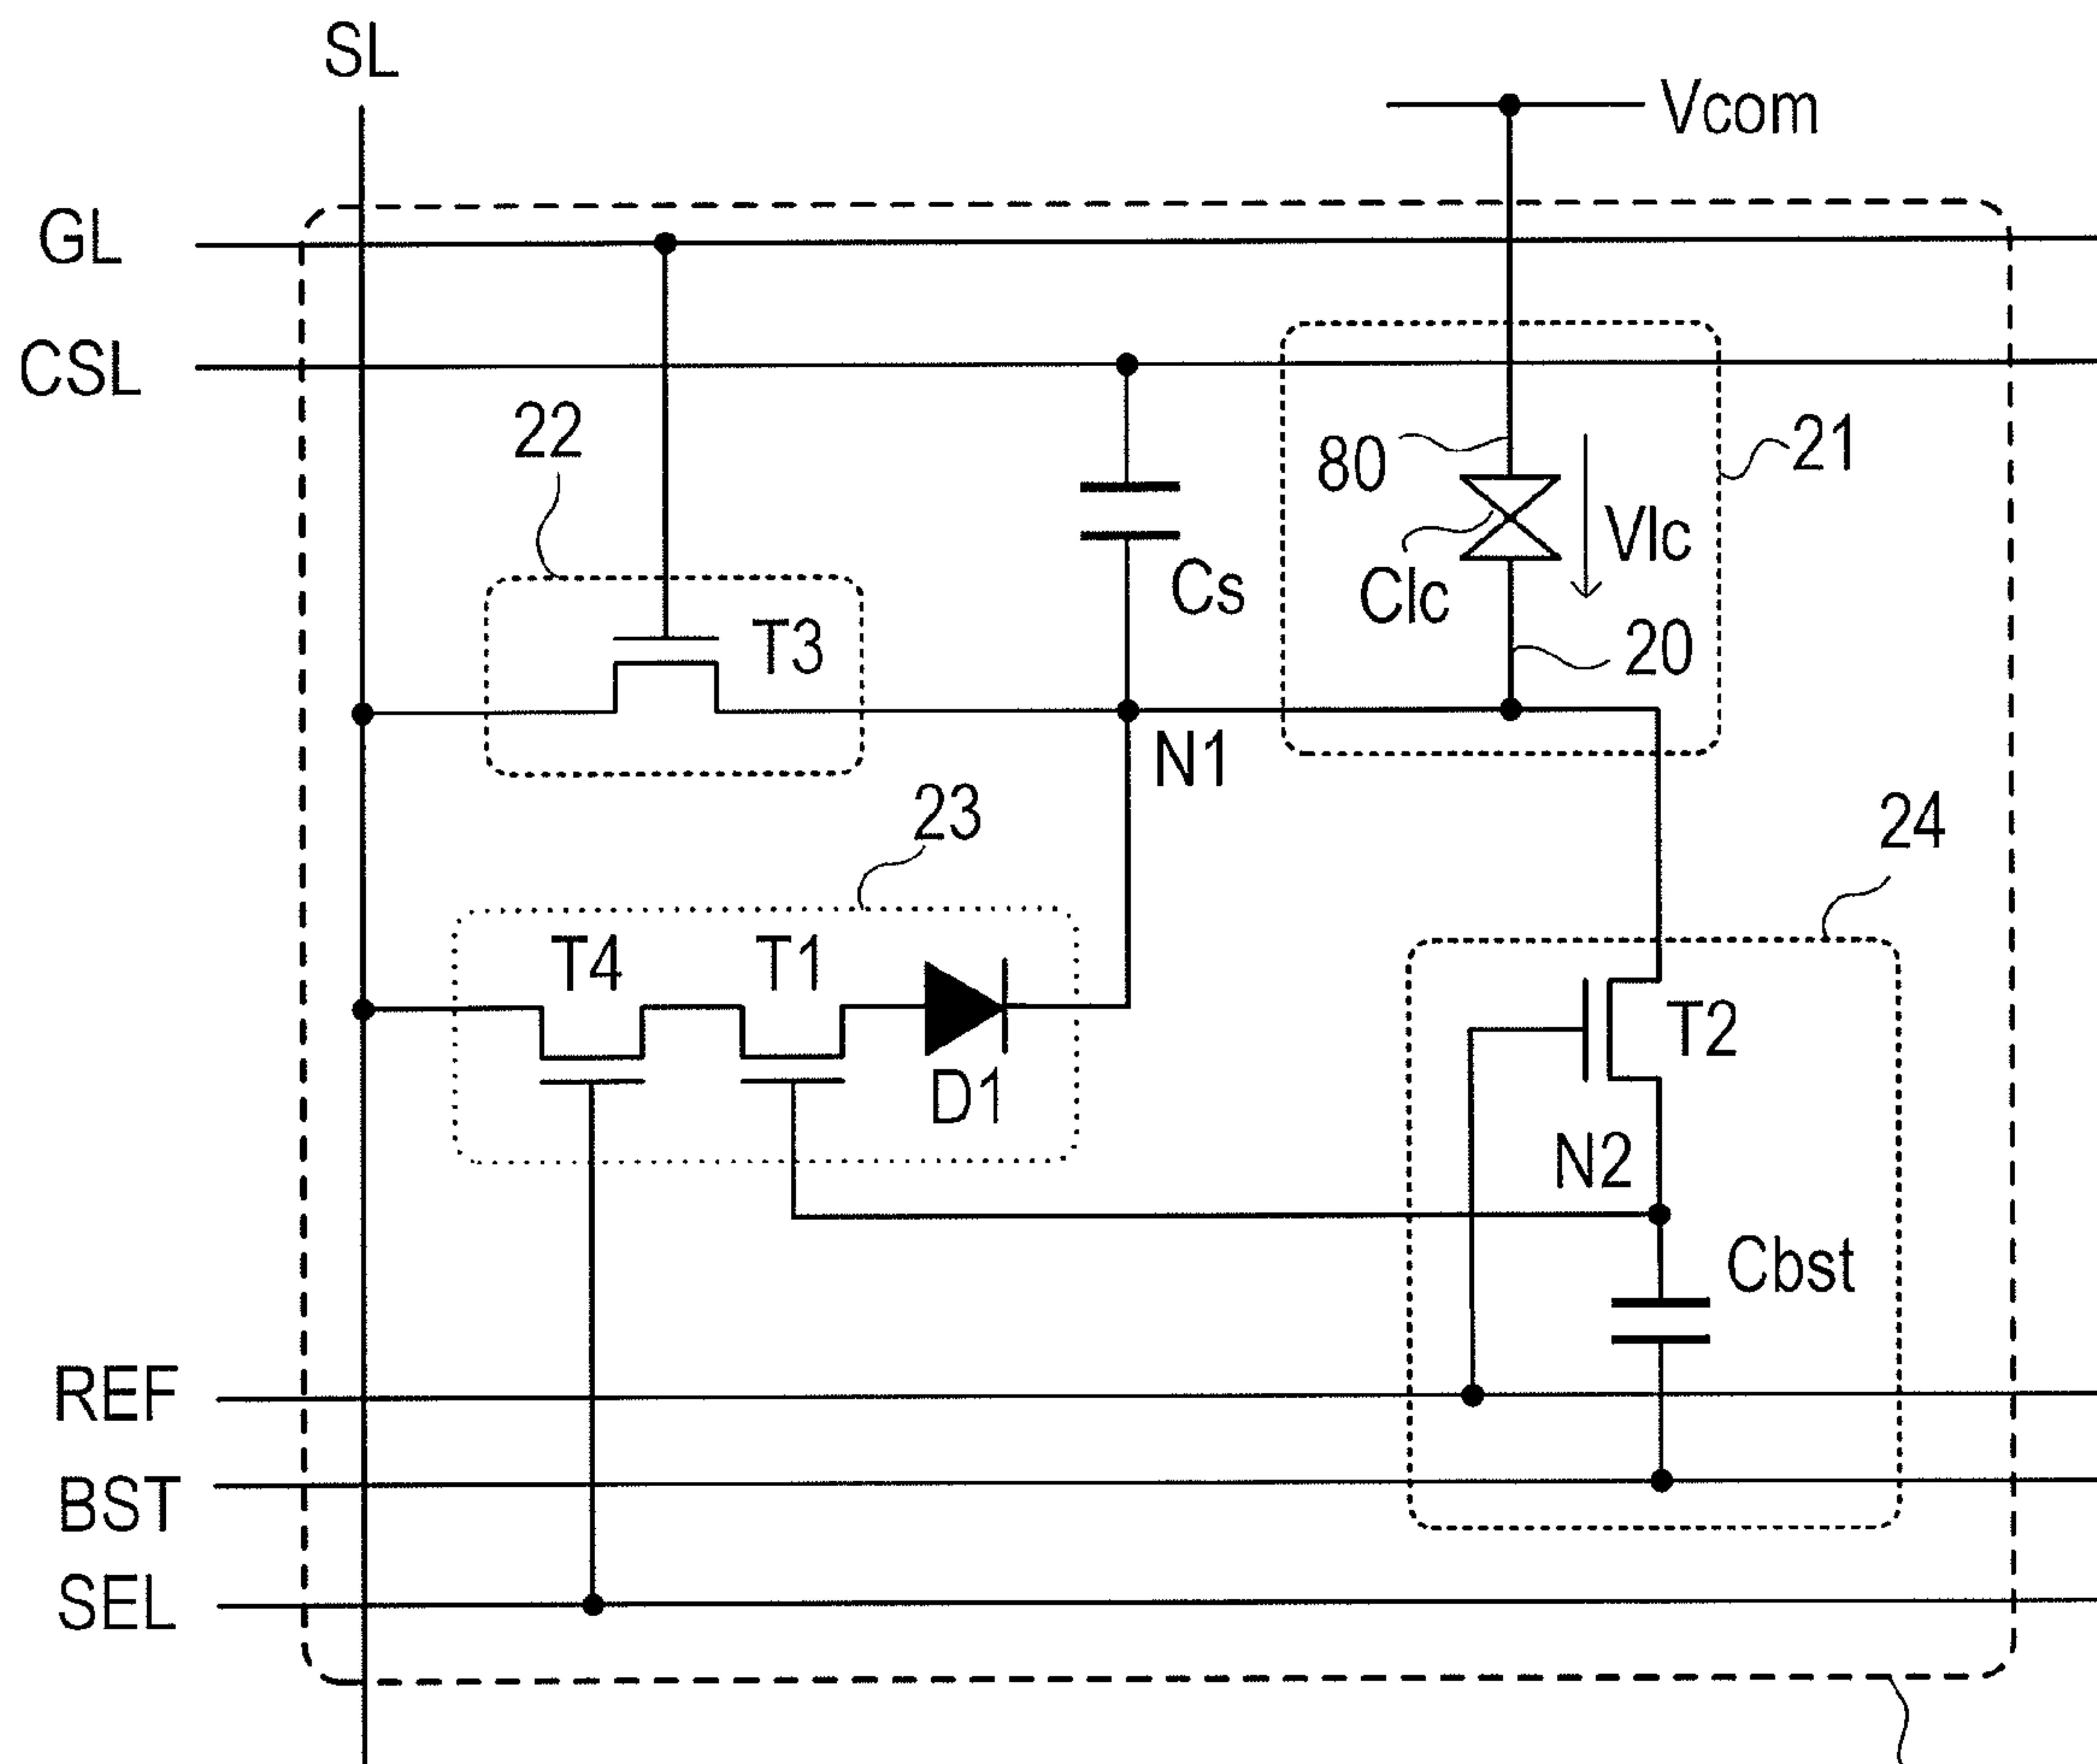 SL
Vcom
GL
CSL
22
80
21
Vlc
Cs
Clc
T3
20
N1
23
24
T4
T1
T2
D1
N2
Cbst
REF
BST
SEL